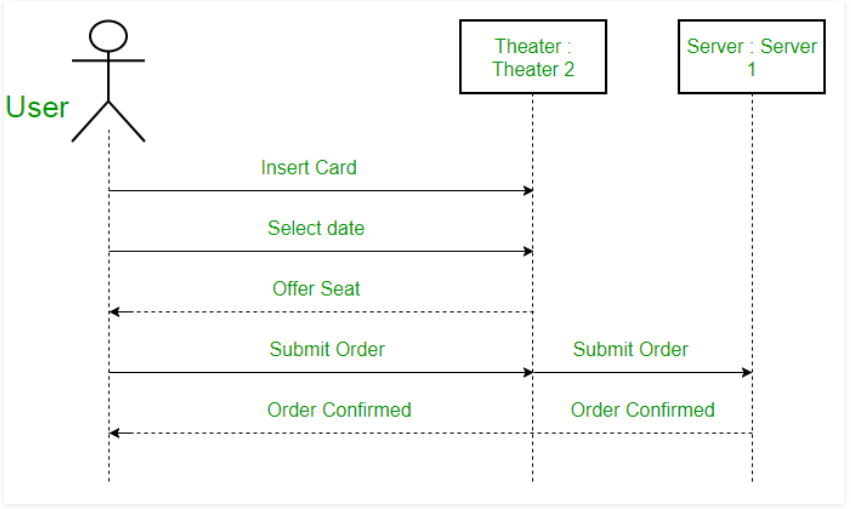 Theater :
Theater 2
Server : Server
1
User
Insert Card
Select date
Offer Seat
Submit Order
Submit Order
Order Confirmed
Order Confirmed